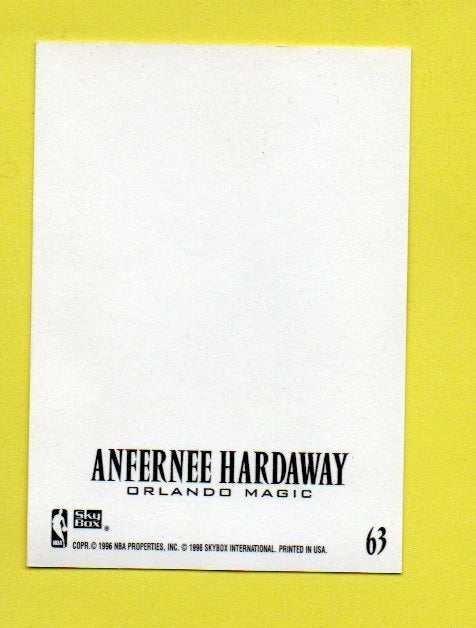 ANFERNEE HARDAWAY
ORLANDO MAGIC
NBA
SKY BOX ®
COPR. © 1996 NBA PROPERTIES, INC. © 1996 SKYBOX INTERNATIONAL. PRINTED IN USA.
63